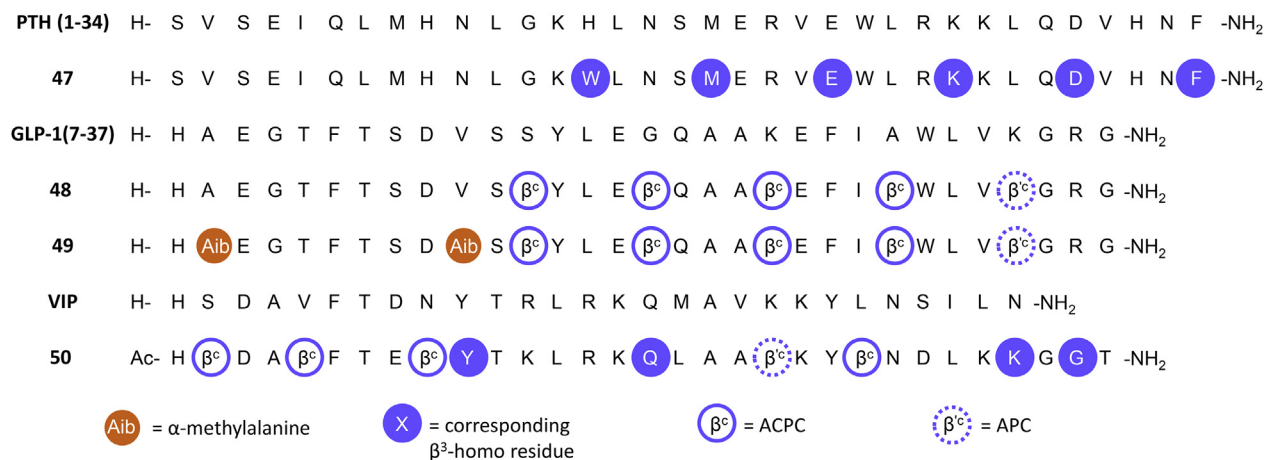 PTH (1-34) H- S V S E I Q L M H N L G K H L N S M E R V E W L R K K L Q D V H N F -NH2
47 H- S V S E I Q L M H N L G K W L N S M E R V E W L R K K L Q D V H N F -NH2
GLP-1(7-37) H- H A E G T F T S D V S S Y L E G Q A A K E F I A W L V K G R G -NH2
48 H- H A E G T F T S D V S βc Y L E βc Q A A βc E F I βc W L V β'c G R G -NH2
49 H- H Aib E G T F T S D Aib S βc Y L E βc Q A A βc E F I βc W L V β'c G R G -NH2
VIP H- H S D A V F T D N Y T R L R K Q M A V K K Y L N S I L N -NH2
50 Ac- H βc D A βc F T E βc Y T K L R K Q L A A β'c K Y βc N D L K K G G T -NH2
Aib = α-methylalanine X = corresponding βc = ACPC β'c = APC
β3-homo residue